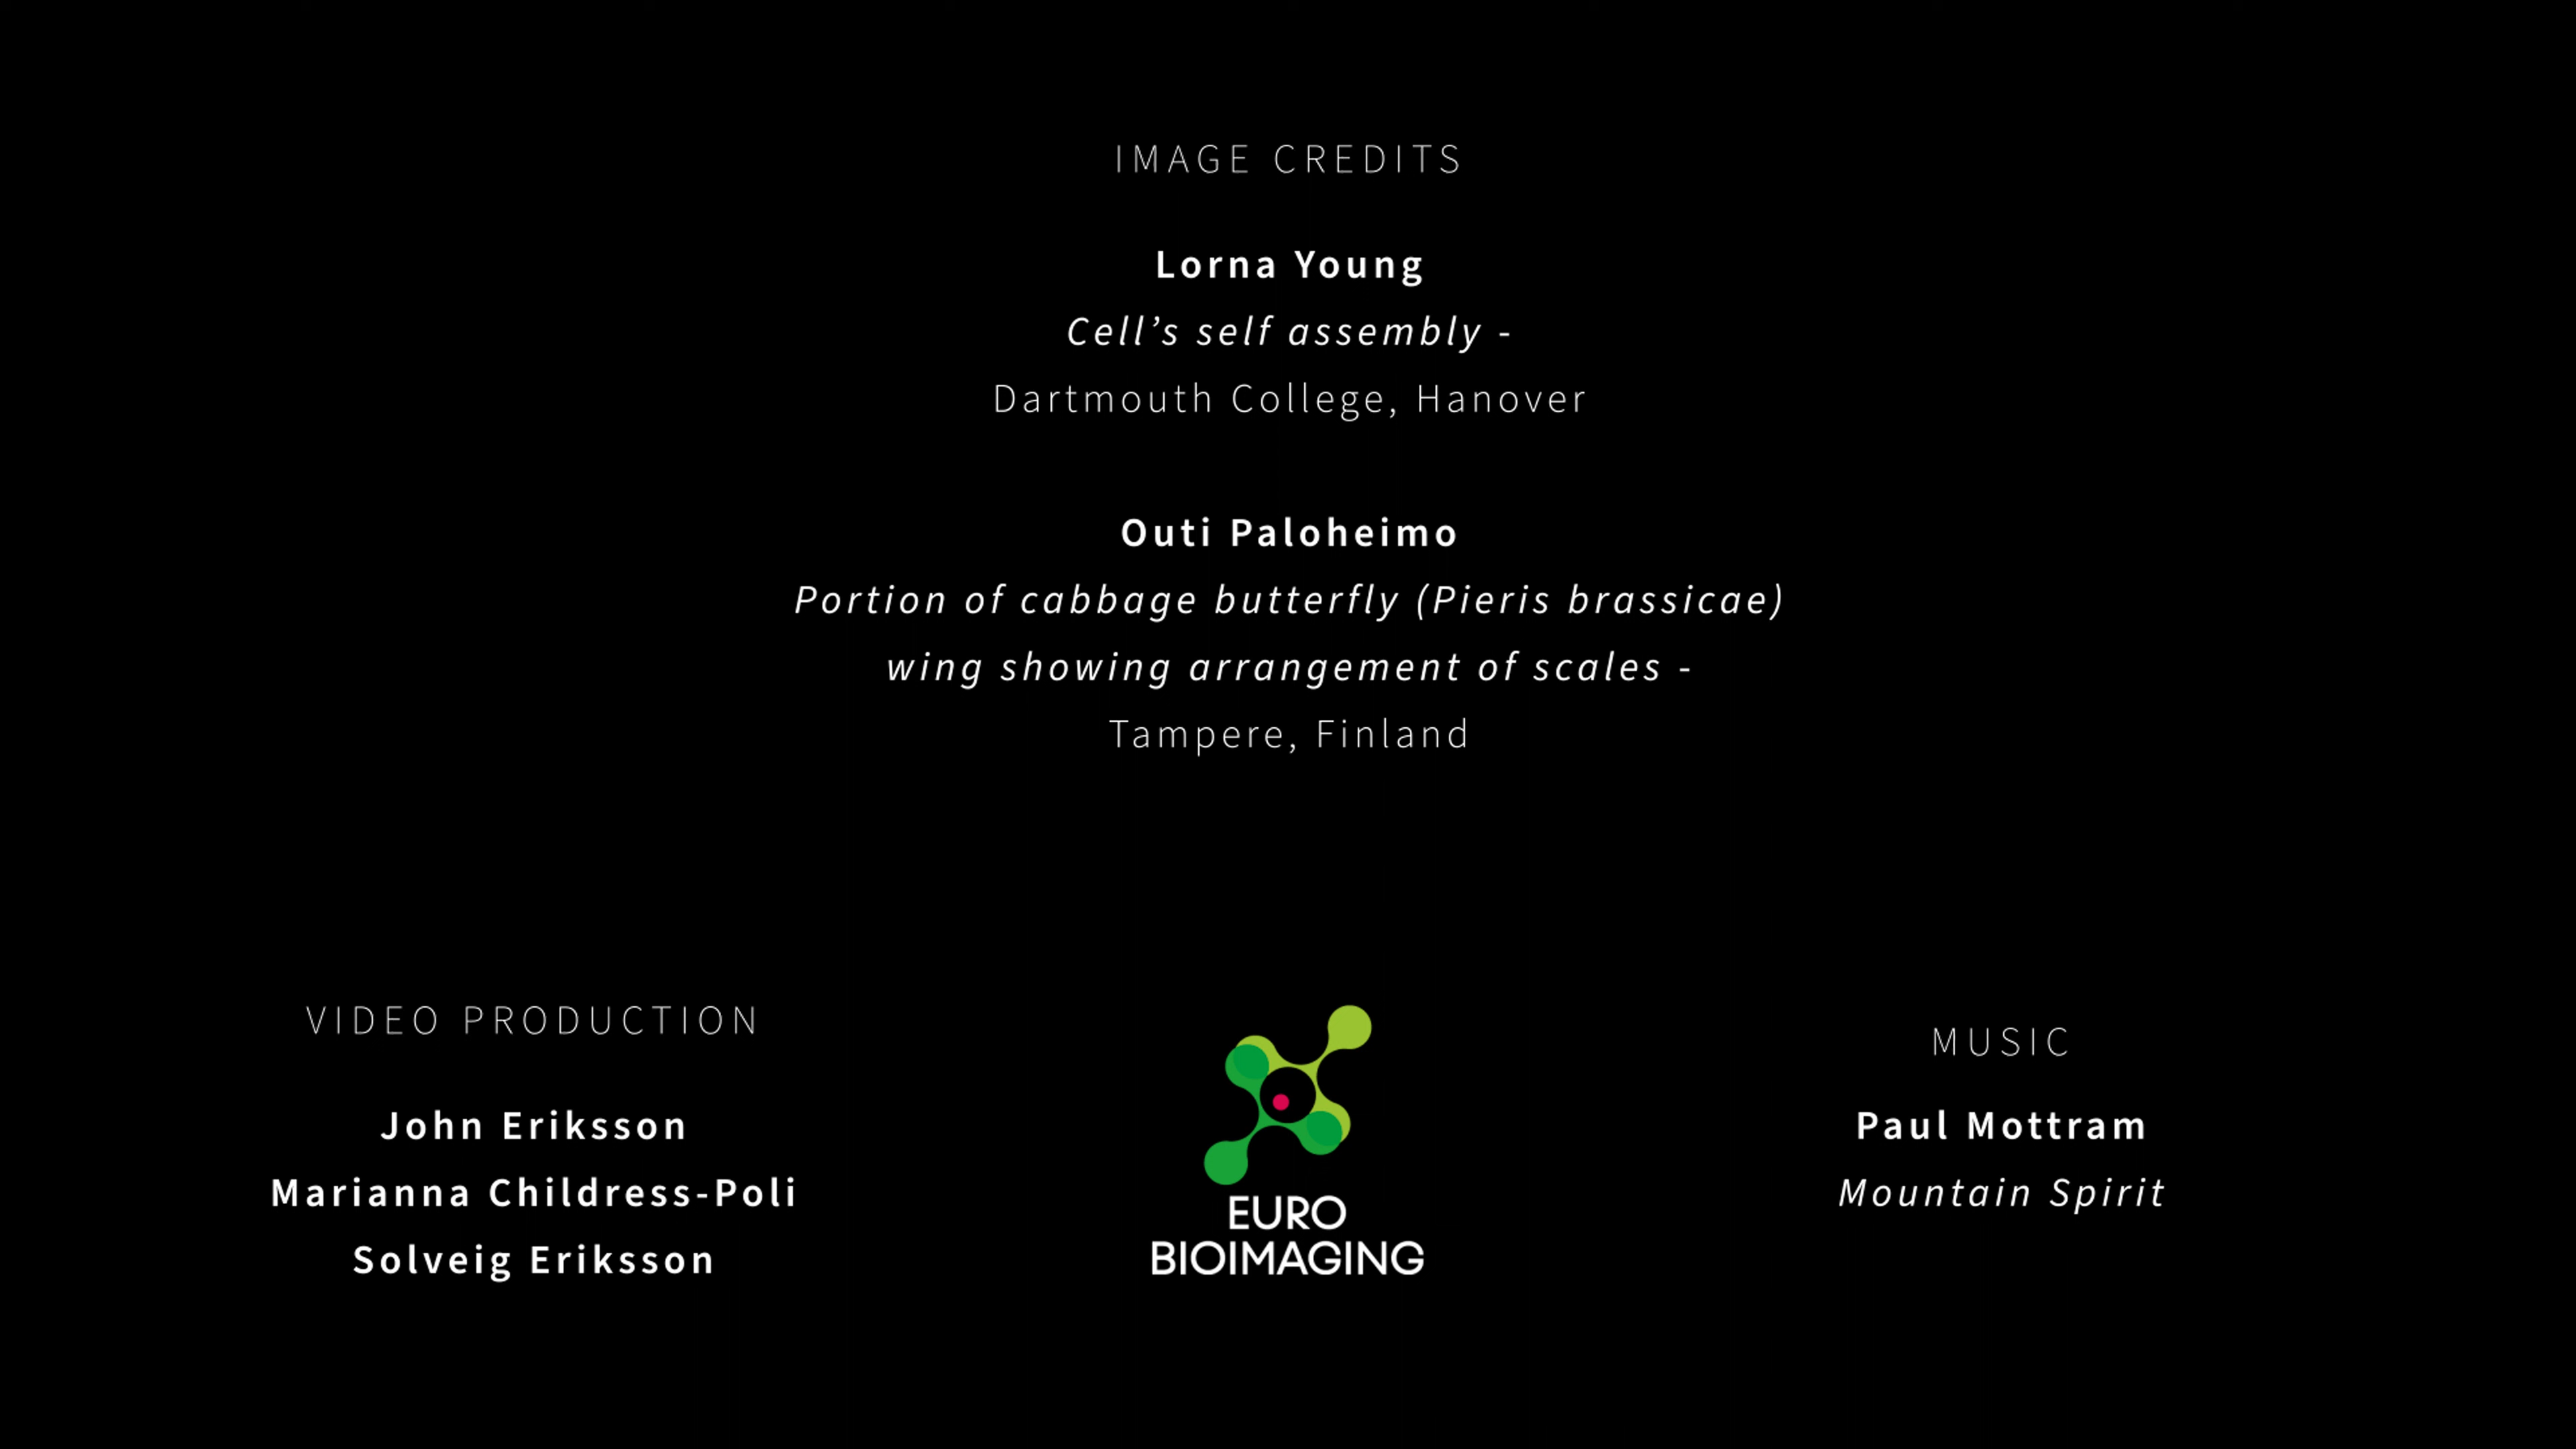 IMAGE CREDITS
Lorna Young
Cell’s self assembly -
Dartmouth College, Hanover
Outi Paloheimo
Portion of cabbage butterfly (Pieris brassicae)
wing showing arrangement of scales -
Tampere, Finland
VIDEO PRODUCTION
John Eriksson
Marianna Childress-Poli
Solveig Eriksson
EURO
BIOIMAGING
MUSIC
Paul Mottram
Mountain Spirit